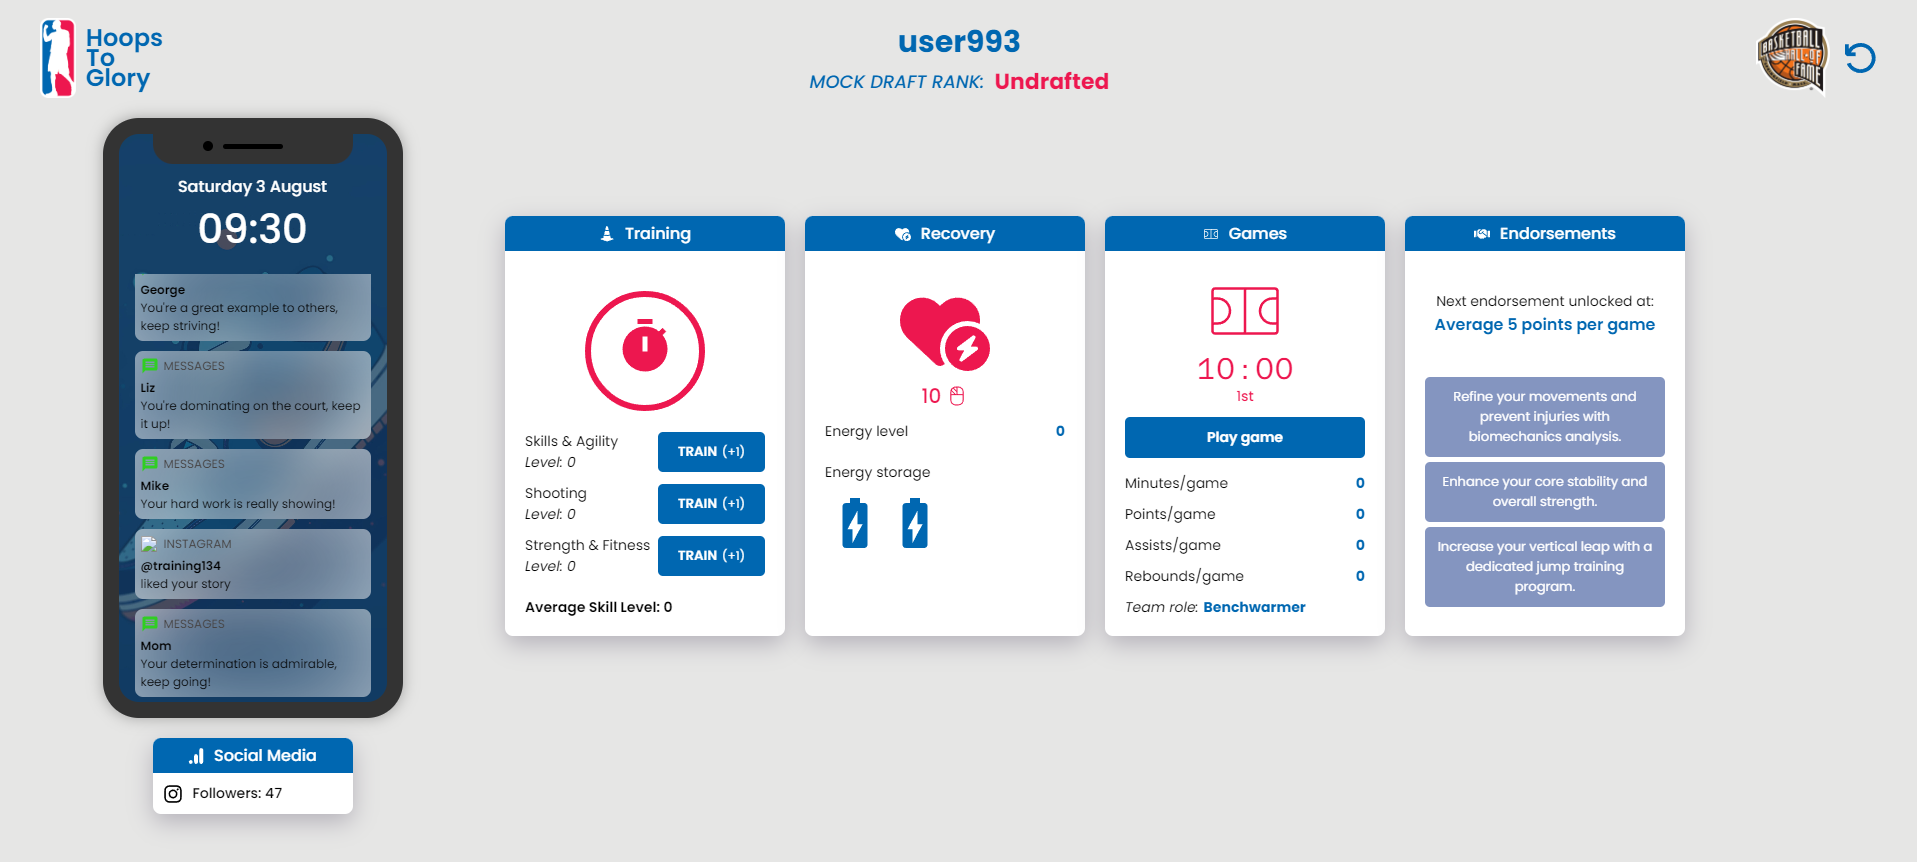 Hoops
To
Glory
user993
MOCK DRAFT RANK: Undrafted
BASKETBALL
HALL OF
FAME
Saturday 3 August
09:30
George
You're a great example to others,
keep striving!
MESSAGES
Liz
You're dominating on the court, keep
it up!
MESSAGES
Mike
Your hard work is really showing!
INSTAGRAM
@training134
liked your story
MESSAGES
Mom
Your determination is admirable,
keep going!
Social Media
Followers: 47
Training
Skills & Agility
Level: 0
TRAIN (+1)
Shooting
Level: 0
TRAIN (+1)
Strength & Fitness
Level: 0
TRAIN (+1)
Average Skill Level: 0
Recovery
10
Energy level 0
Energy storage
Games
10:00
1st
Play game
Minutes/game 0
Points/game 0
Assists/game 0
Rebounds/game 0
Team role: Benchwarmer
Endorsements
Next endorsement unlocked at:
Average 5 points per game
Refine your movements and
prevent injuries with
biomechanics analysis.
Enhance your core stability and
overall strength.
Increase your vertical leap with a
dedicated jump training
program.